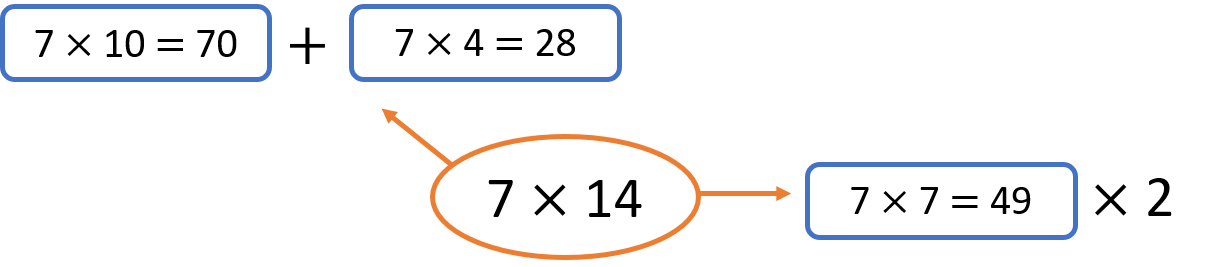 7 × 10 = 70 + 7 × 4 = 28
7 × 14 7 × 7 = 49 × 2